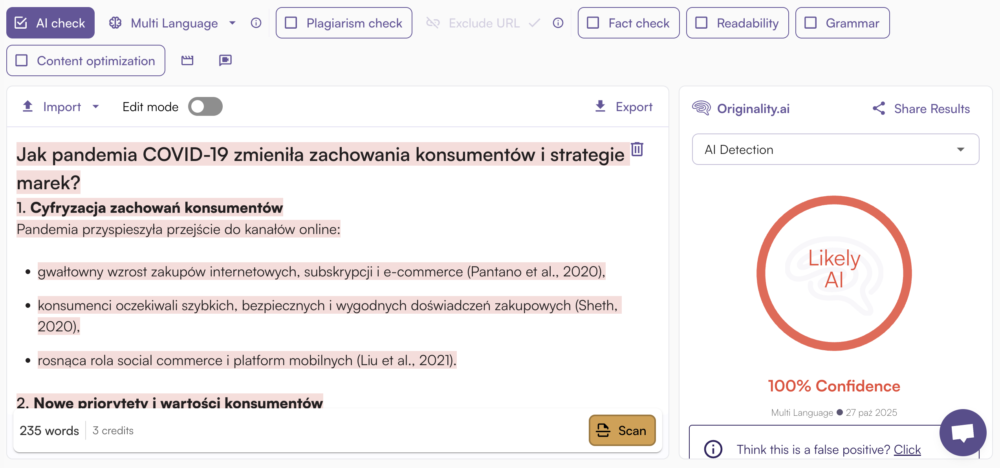 AI check
Multi Language
Plagiarism check
Exclude URL
Fact check
Readability
Grammar
Content optimization
Import
Edit mode
Export
Jak pandemia COVID-19 zmieniła zachowania konsumentów i strategie
marek?
1. Cyfryzacja zachowań konsumentów
Pandemia przyspieszyła przejście do kanałów online:
• gwałtowny wzrost zakupów internetowych, subskrypcji i e-commerce (Pantano et al., 2020),
• konsumenci oczekiwali szybkich, bezpiecznych i wygodnych doświadczeń zakupowych (Sheth,
2020),
• rosnąca rola social commerce i platform mobilnych (Liu et al., 2021).
2. Nowe priorytety i wartości konsumentów
235 words
3 credits
Scan
Originality.ai
Share Results
AI Detection
Likely
AI
100% Confidence
Multi Language ● 27 paź 2025
Think this is a false positive? Click